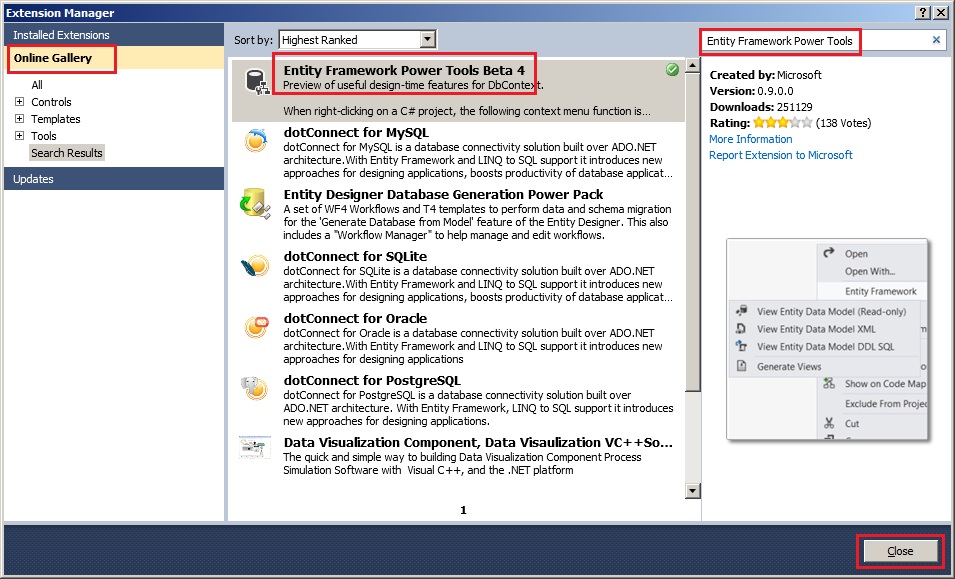 Extension Manager
Installed Extensions
Online Gallery
All
Controls
Templates
Tools
Search Results
Updates
Sort by: Highest Ranked
Entity Framework Power Tools Beta 4
Preview of useful design-time features for DbContext.
When right-clicking on a C# project, the following context menu function is...
dotConnect for MySQL
dotConnect for MySQL is a database connectivity solution built over ADO.NET
architecture.With Entity Framework and LINQ to SQL support it introduces new
approaches for designing applications, boosts productivity of database applicat...
Entity Designer Database Generation Power Pack
A set of WF4 Workflows and T4 templates to perform data and schema migration
for the 'Generate Database from Model' feature of the Entity Designer. This also
includes a "Workflow Manager" to help manage and edit workflows.
dotConnect for SQLite
dotConnect for SQLite is a database connectivity solution built over ADO.NET
architecture.With Entity Framework and LINQ to SQL support it introduces new
approaches for designing applications, boosts productivity of database applicat...
dotConnect for Oracle
dotConnect for Oracle is a database connectivity solution built over ADO.NET
architecture.With Entity Framework and LINQ to SQL support it introduces new
approaches for designing applications
dotConnect for PostgreSQL
dotConnect for PostgreSQL is a database connectivity solution built over
ADO.NET architecture. With Entity Framework, LINQ to SQL support it introduces
new approaches for designing applications.
Data Visualization Component, Data Visaulization VC++So...
The quick and simple way to building Data Visualization Component Process
Simulation Software with Visual C++, and the .NET platform
1
Entity Framework Power Tools
Created by: Microsoft
Version: 0.9.0.0
Downloads: 251129
Rating: (138 Votes)
More Information
Report Extension to Microsoft
Open
Open With...
Entity Framework
View Entity Data Model (Read-only)
View Entity Data Model XML
View Entity Data Model DDL SQL
Generate Views
Show on Code Map
Exclude From Projec
Cut
Close